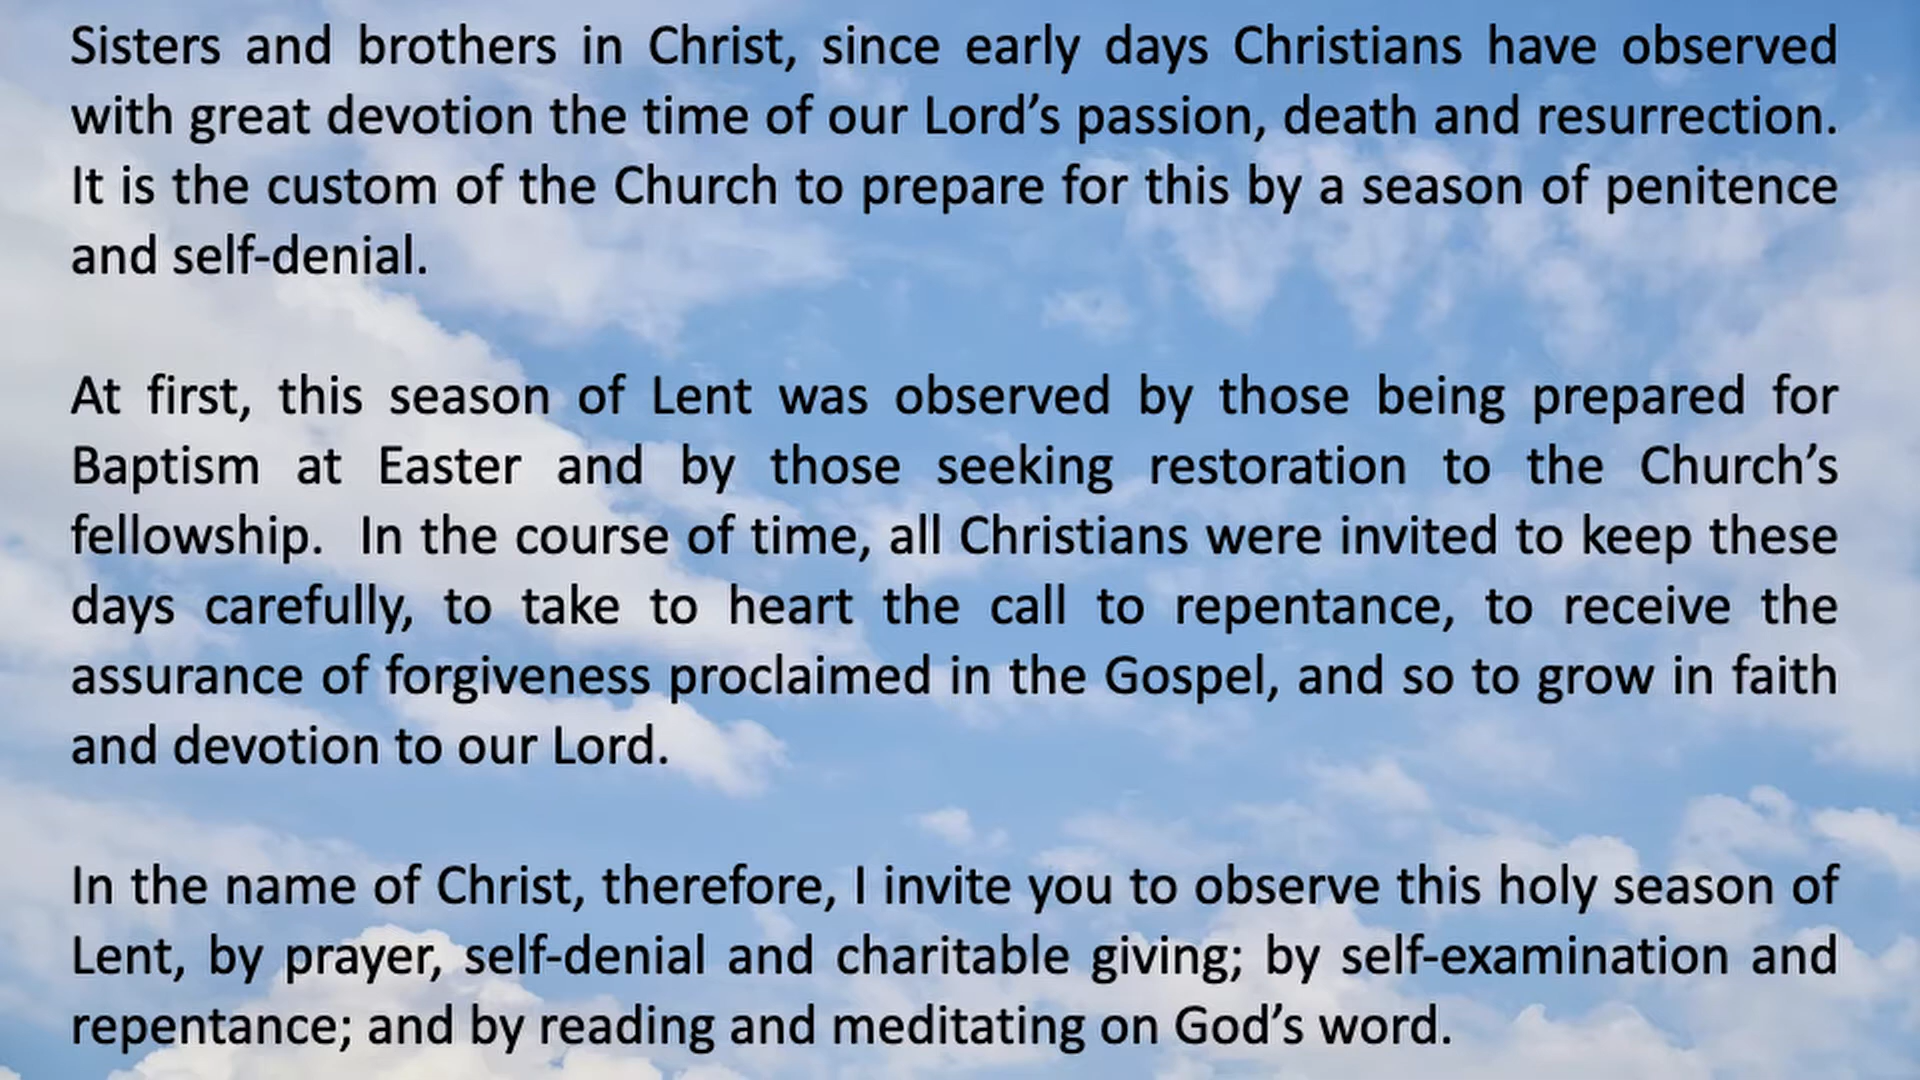 Sisters and brothers in Christ, since early days Christians have observed
with great devotion the time of our Lord’s passion, death and resurrection.
It is the custom of the Church to prepare for this by a season of penitence
and self-denial.
At first, this season of Lent was observed by those being prepared for
Baptism at Easter and by those seeking restoration to the Church’s
fellowship.  In the course of time, all Christians were invited to keep these
days carefully, to take to heart the call to repentance, to receive the
assurance of forgiveness proclaimed in the Gospel, and so to grow in faith
and devotion to our Lord.
In the name of Christ, therefore, I invite you to observe this holy season of
Lent, by prayer, self-denial and charitable giving; by self-examination and
repentance; and by reading and meditating on God’s word.